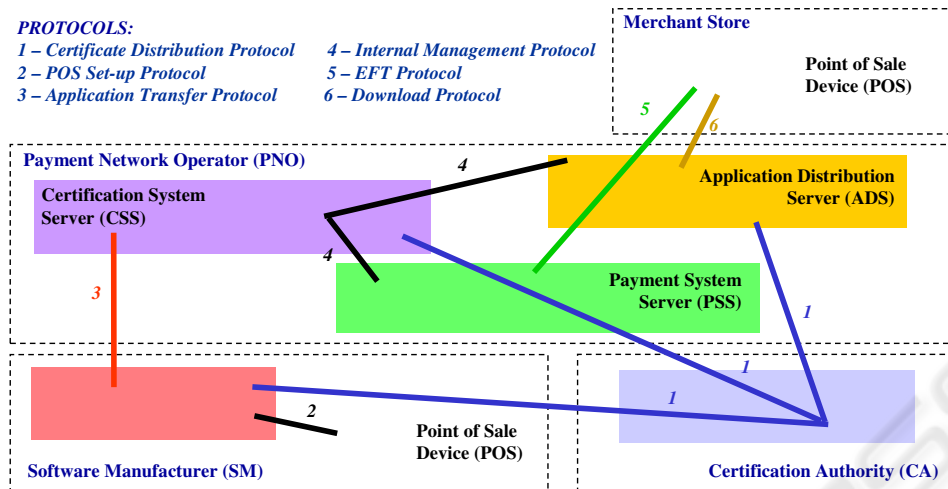 PROTOCOLS:
1 – Certificate Distribution Protocol
2 – POS Set-up Protocol
3 – Application Transfer Protocol
4 – Internal Management Protocol
5 – EFT Protocol
6 – Download Protocol
Merchant Store
Point of Sale
Device (POS)
5
6
Payment Network Operator (PNO)
4
Certification System
Server (CSS)
Application Distribution
Server (ADS)
4
Payment System
Server (PSS)
3
1
1
1
2
Point of Sale
Device (POS)
Software Manufacturer (SM)
Certification Authority (CA)